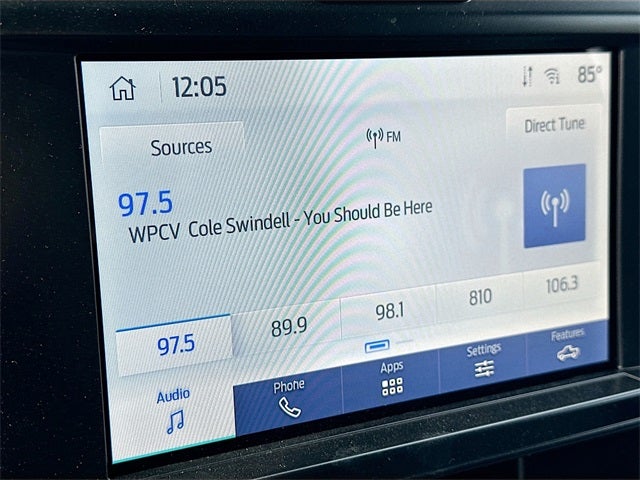 12:05 85°
Sources FM Direct Tune
97.5
WPCV Cole Swindell - You Should Be Here
97.5 89.9 98.1 810 106.3
Audio Phone Apps Settings Features